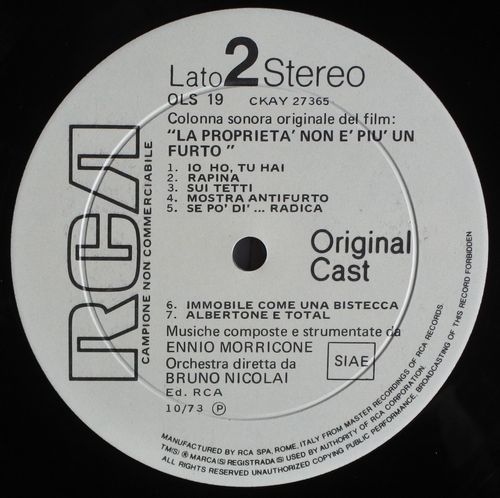 Lato 2 Stereo
OLS 19 CKAY 27365
Colonna sonora originale del film:
"LA PROPRIETA' NON E' PIU' UN
FURTO"
1. IO HO, TU HAI
2. RAPINA
3. SUI TETTI
4. MOSTRA ANTIFURTO
5. SE PO' DI' ... RADICA
RCA
CAMPIONE NON COMMERCIABILE
Original
Cast
6. IMMOBILE COME UNA BISTECCA
7. ALBERTONE E TOTAL
Musiche composte e strumentate da
ENNIO MORRICONE
Orchestra diretta da
BRUNO NICOLAI
SIAE
Ed. RCA
10/73 Ⓟ
MANUFACTURED BY RCA SPA, ROME, ITALY FROM MASTER RECORDINGS OF RCA RECORDS.
TM(S) ® MARCA(S) REGISTRADA(S) USED BY AUTHORITY OF RCA CORPORATION.
ALL RIGHTS RESERVED UNAUTHORIZED COPYING PUBLIC PERFORMANCE, BROADCASTING OF THIS RECORD FORBIDDEN